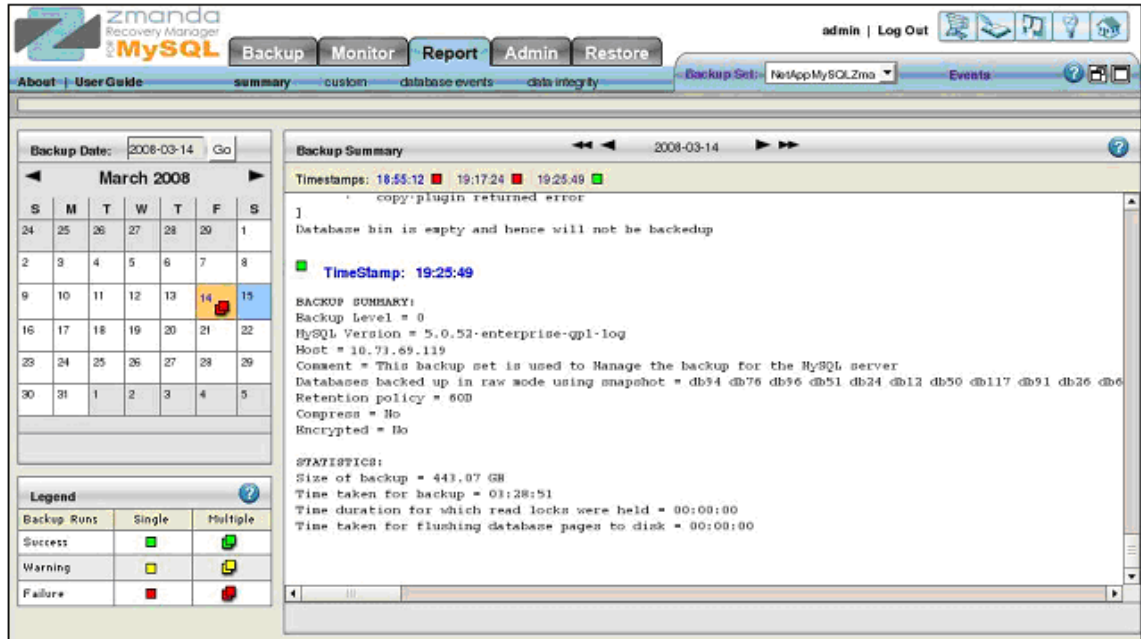 zmanda
Recovery Manager
FOR MySQL
admin | Log Out
Backup Monitor Report Admin Restore
About | User Guide summary custom database events data integrity
Backup Set: NetAppMySQLZma Events
Backup Date: 2008-03-14 Go
March 2008
S M T W T F S
24 25 26 27 28 29 1
2 3 4 5 6 7 8
9 10 11 12 13 14 15
16 17 18 19 20 21 22
23 24 25 26 27 28 29
30 31 1 2 3 4 5
Legend
Backup Runs Single Multiple
Success
Warning
Failure
Backup Summary 2008-03-14
Timestamps: 18:55:12 19:17:24 19:25:49
copy-plugin returned error
]
Database bin is empty and hence will not be backedup
TimeStamp: 19:25:49
BACKUP SUMMARY:
Backup Level = 0
MySQL Version = 5.0.52-enterprise-gpl-log
Host = 10.73.69.119
Comment = This backup set is used to Manage the backup for the MySQL server
Databases backed up in raw mode using snapshot = db94 db76 db96 db51 db24 db12 db50 db117 db91 db26 db6
Retention policy = 60D
Compress = No
Encrypted = No
STATISTICS:
Size of backup = 443.07 GB
Time taken for backup = 03:28:51
Time duration for which read locks were held = 00:00:00
Time taken for flushing database pages to disk = 00:00:00